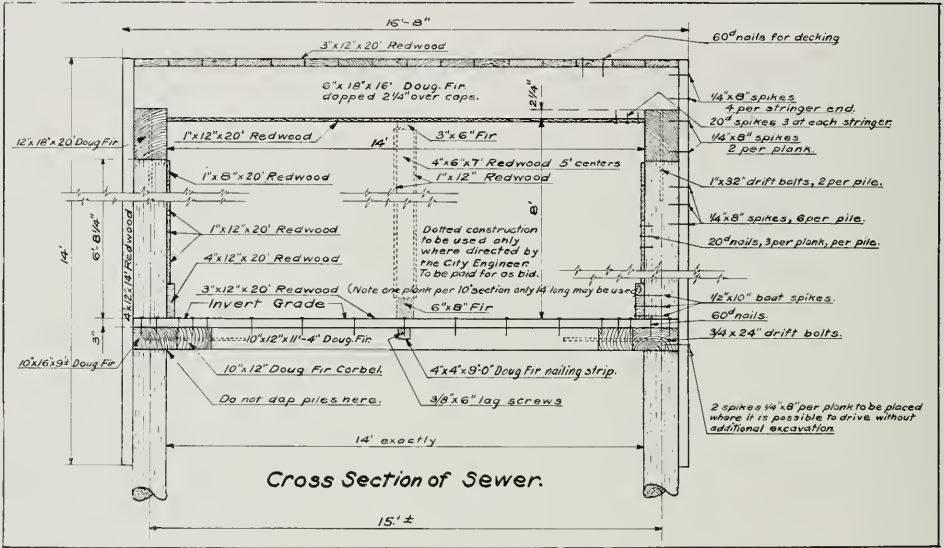 16'-8"
3"x12"x20' Redwood
60ᵈ nails for decking
6"x18"x16' Doug. Fir
dapped 2¼" over caps.
12¼"
¼"x8" spikes
4 per stringer end.
20ᵈ spikes 3 at each stringer.
12"x18"x20' Doug Fir
1"x12"x20' Redwood
3"x6" Fir
¼"x8" spikes
2 per plank.
14'
4"x6"x7' Redwood 5' centers
1"x8"x20' Redwood
1"x12" Redwood
1"x32" drift bolts, 2 per pile.
14'
4x12x14' Redwood
6'-8¼"
8'
¼"x8" spikes, 6 per pile.
1"x12"x20' Redwood
Dotted construction
to be used only
where directed by
the City Engineer.
To be paid for as bid.
20ᵈ nails, 3 per plank, per pile.
4"x12"x20' Redwood
3"x12"x20' Redwood (Note one plank per 10' section only 14' long may be used)
½"x10" boat spikes.
Invert Grade
6"x8" Fir
60ᵈ nails.
3"
10"x12"x11'-4" Doug. Fir.
3/4 x 24" drift bolts.
10"x16"x9'± Doug Fir
10"x12" Doug Fir Corbel.
4"x4"x9'-0" Doug Fir nailing strip.
Do not dap piles here.
3/8"x6" lag screws
2 spikes ¼"x8" per plank to be placed
where it is possible to drive without
additional excavation.
14' exactly
Cross Section of Sewer.
15.'±